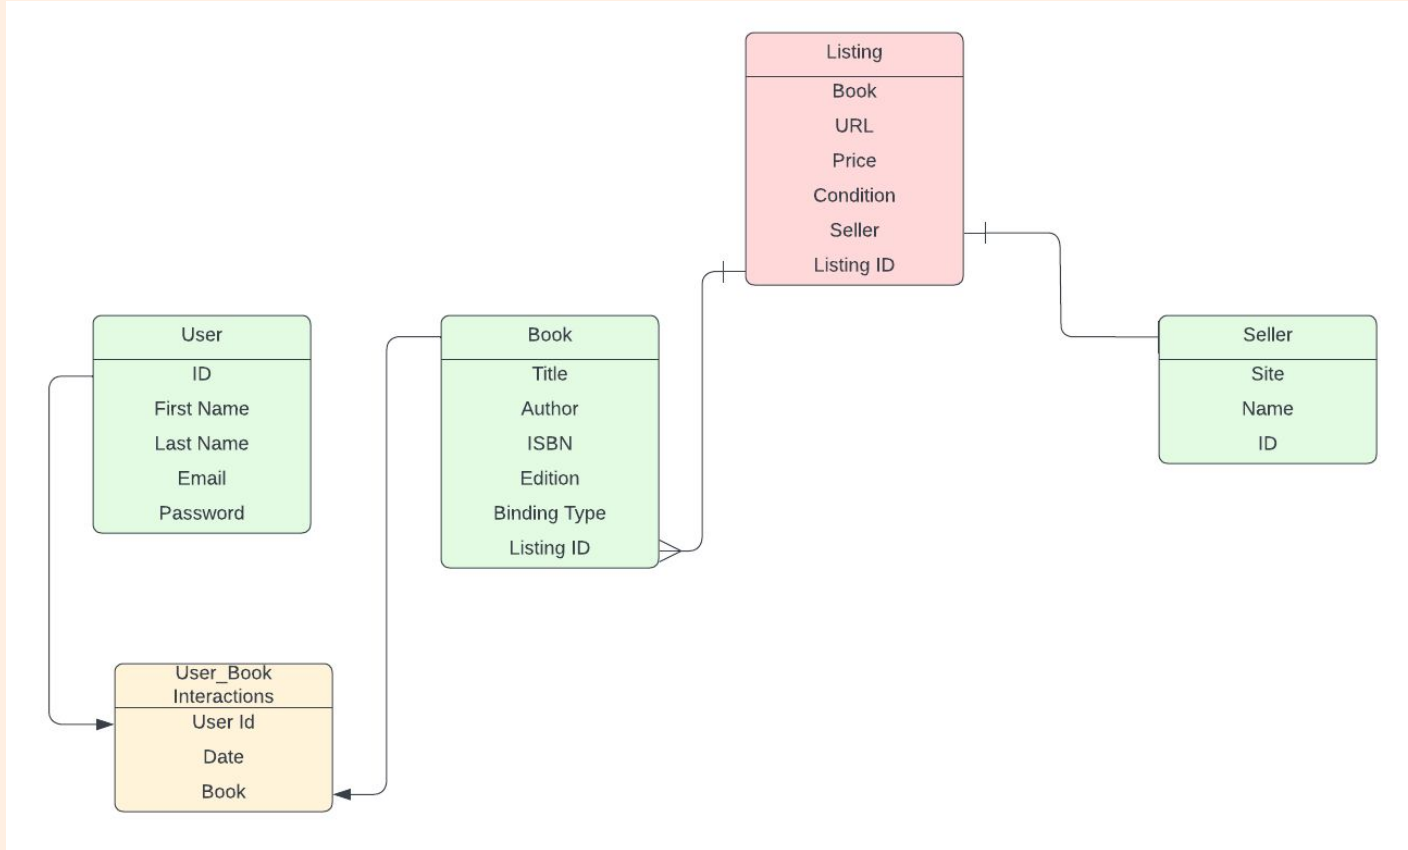 Listing
Book
URL
Price
Condition
Seller
Listing ID
User
ID
First Name
Last Name
Email
Password
Book
Title
Author
ISBN
Edition
Binding Type
Listing ID
Seller
Site
Name
ID
User_Book
Interactions
User Id
Date
Book